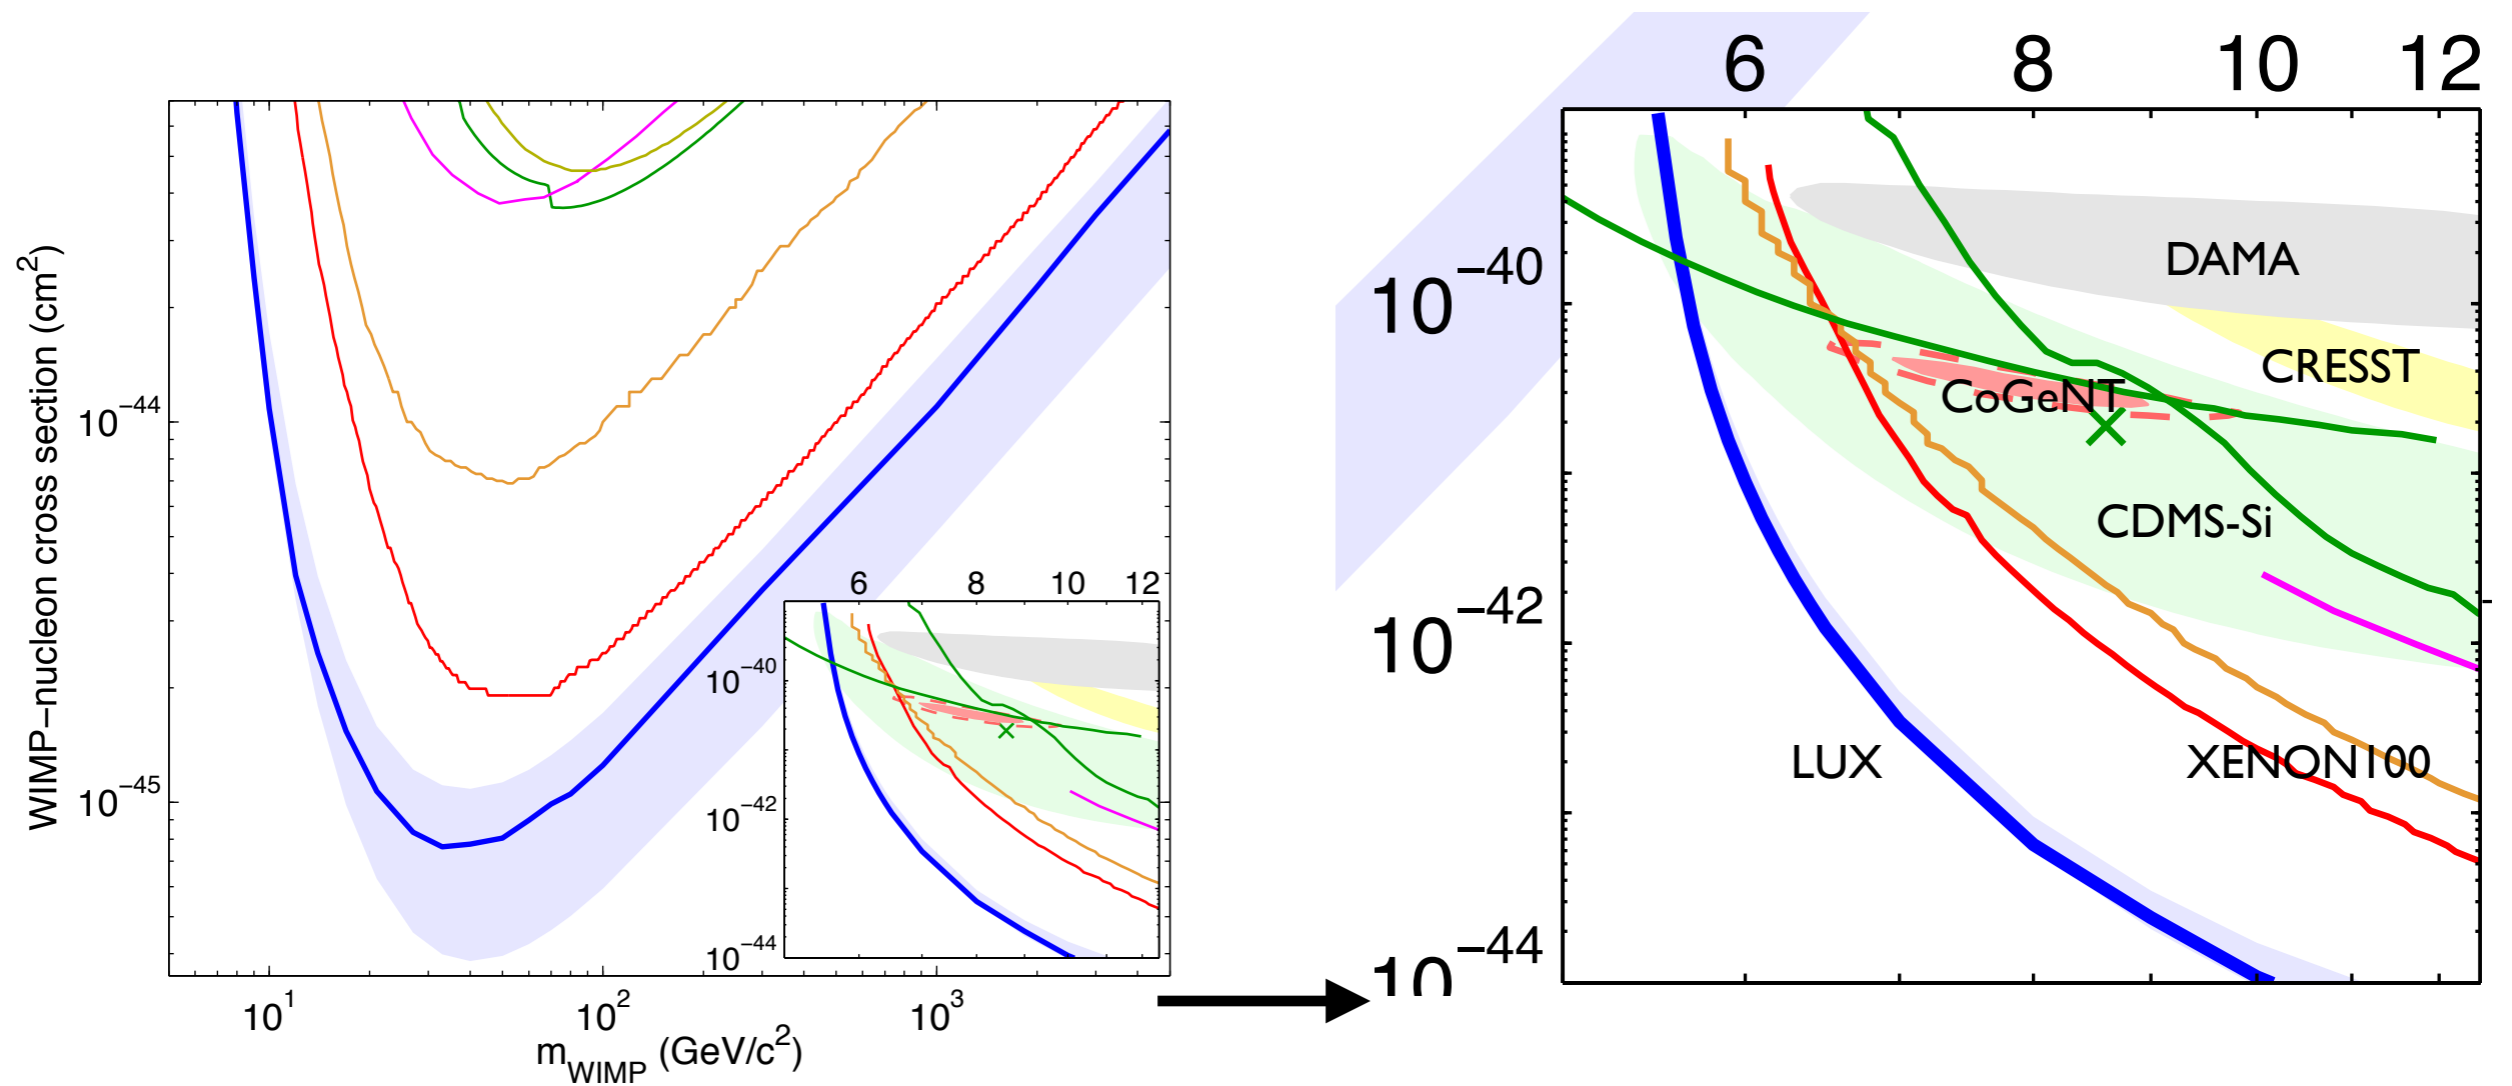 WIMP−nucleon cross section (cm²)
10⁻⁴⁴
10⁻⁴⁵
10¹ 10² 10³
m_WIMP (GeV/c²)
6 8 10 12
10⁻⁴⁰
10⁻⁴²
10⁻⁴⁴
6 8 10 12
10⁻⁴⁰
10⁻⁴²
10⁻⁴⁴
DAMA
CRESST
CoGeNT
CDMS-Si
LUX
XENON100